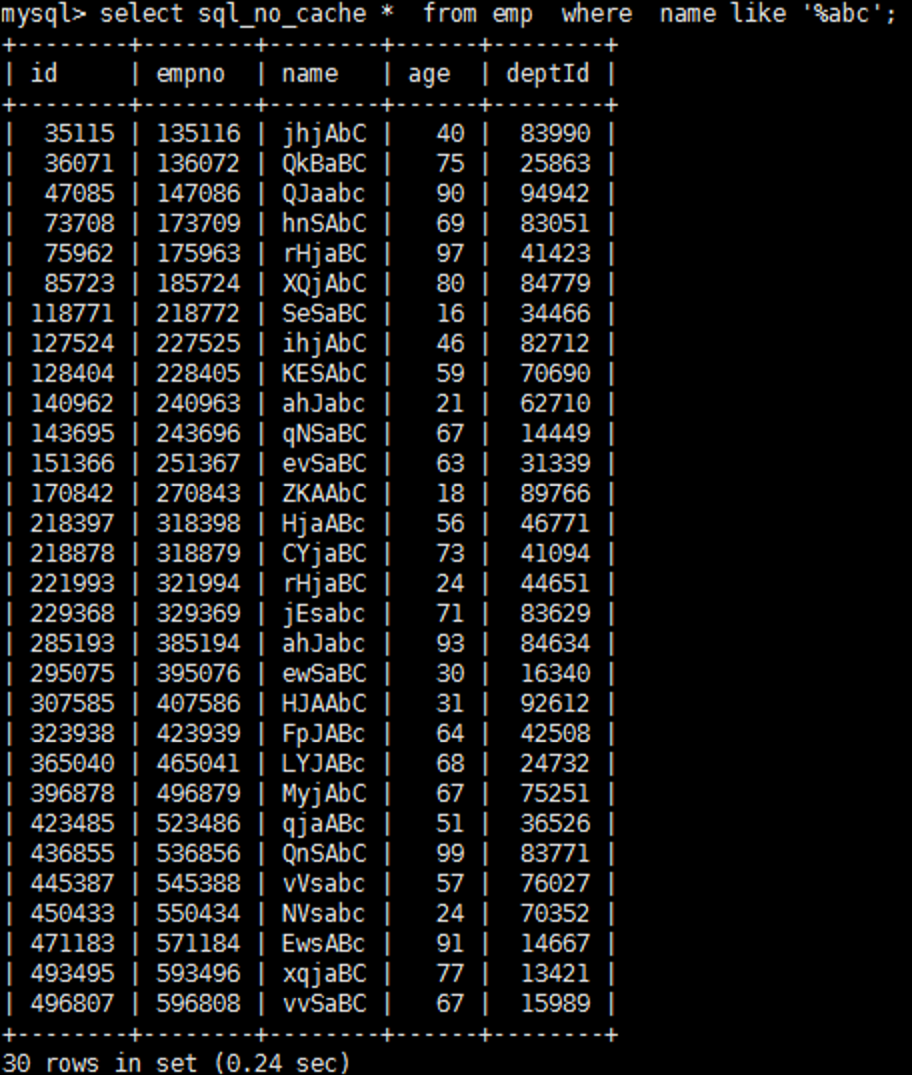 mysql> select sql_no_cache *  from emp  where  name like '%abc';
+--------+--------+--------+------+--------+
| id     | empno  | name   | age  | deptId |
+--------+--------+--------+------+--------+
|  35115 | 135116 | jhjAbC |   40 |  83990 |
|  36071 | 136072 | QkBaBC |   75 |  25863 |
|  47085 | 147086 | QJaabc |   90 |  94942 |
|  73708 | 173709 | hnSAbC |   69 |  83051 |
|  75962 | 175963 | rHjaBC |   97 |  41423 |
|  85723 | 185724 | XQjAbC |   80 |  84779 |
| 118771 | 218772 | SeSaBC |   16 |  34466 |
| 127524 | 227525 | ihjAbC |   46 |  82712 |
| 128404 | 228405 | KESAbC |   59 |  70690 |
| 140962 | 240963 | ahJabc |   21 |  62710 |
| 143695 | 243696 | qNSaBC |   67 |  14449 |
| 151366 | 251367 | evSaBC |   63 |  31339 |
| 170842 | 270843 | ZKAAbC |   18 |  89766 |
| 218397 | 318398 | HjaABc |   56 |  46771 |
| 218878 | 318879 | CYjaBC |   73 |  41094 |
| 221993 | 321994 | rHjaBC |   24 |  44651 |
| 229368 | 329369 | jEsabc |   71 |  83629 |
| 285193 | 385194 | ahJabc |   93 |  84634 |
| 295075 | 395076 | ewSaBC |   30 |  16340 |
| 307585 | 407586 | HJAAbC |   31 |  92612 |
| 323938 | 423939 | FpJABc |   64 |  42508 |
| 365040 | 465041 | LYJABc |   68 |  24732 |
| 396878 | 496879 | MyjAbC |   67 |  75251 |
| 423485 | 523486 | qjaABc |   51 |  36526 |
| 436855 | 536856 | QnSAbC |   99 |  83771 |
| 445387 | 545388 | vVsabc |   57 |  76027 |
| 450433 | 550434 | NVsabc |   24 |  70352 |
| 471183 | 571184 | EwsABc |   91 |  14667 |
| 493495 | 593496 | xqjaBC |   77 |  13421 |
| 496807 | 596808 | vvSaBC |   67 |  15989 |
+--------+--------+--------+------+--------+
30 rows in set (0.24 sec)